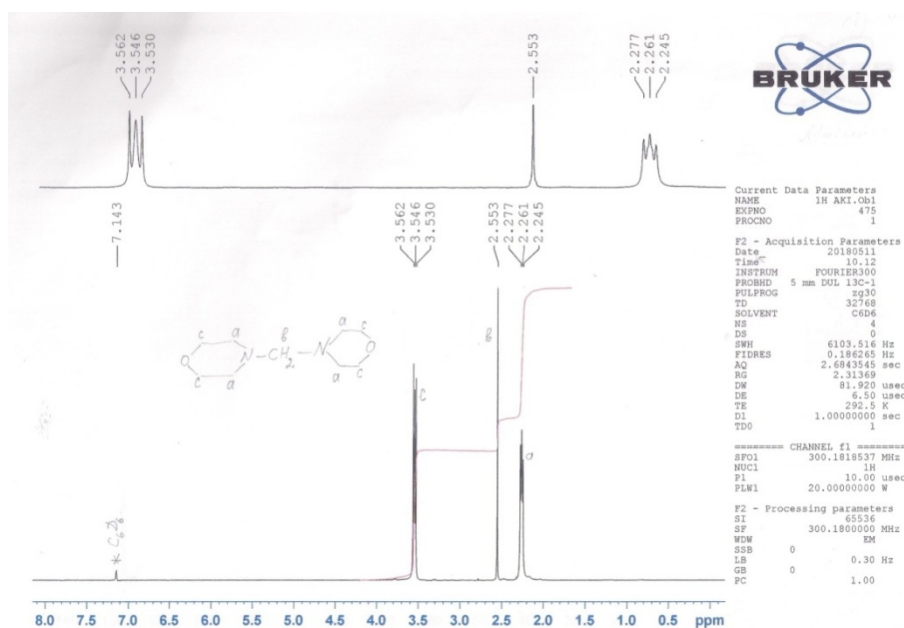 3.562
3.546
3.530
2.553
2.277
2.261
2.245
BRUKER
7.143
3.562
3.546
3.530
2.553
2.277
2.261
2.245
Current Data Parameters
NAME 1H AKI.Ob1
EXPNO 475
PROCNO 1
F2 - Acquisition Parameters
Date_ 20180511
Time 10.12
INSTRUM FOURIER300
PROBHD 5 mm DUL 13C-1
PULPROG zg30
TD 32768
SOLVENT C6D6
NS 4
DS 0
SWH 6103.516 Hz
FIDRES 0.186265 Hz
AQ 2.6843545 sec
RG 2.31369
DW 81.920 usec
DE 6.50 usec
TE 292.5 K
D1 1.00000000 sec
TD0 1
======== CHANNEL f1 ========
SFO1 300.1818537 MHz
NUC1 1H
P1 10.00 usec
PLW1 20.00000000 W
F2 - Processing parameters
SI 65536
SF 300.1800000 MHz
WDW EM
SSB 0
LB 0.30 Hz
GB 0
PC 1.00
c a в a c
O N-CH2-N O
c a a c
в
c
a
* C6D6
8.0 7.5 7.0 6.5 6.0 5.5 5.0 4.5 4.0 3.5 3.0 2.5 2.0 1.5 1.0 0.5 ppm